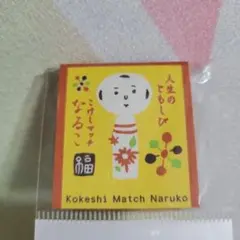 人生の
ともしび
こけしマッチ
なるこ
福
Kokeshi Match Naruko